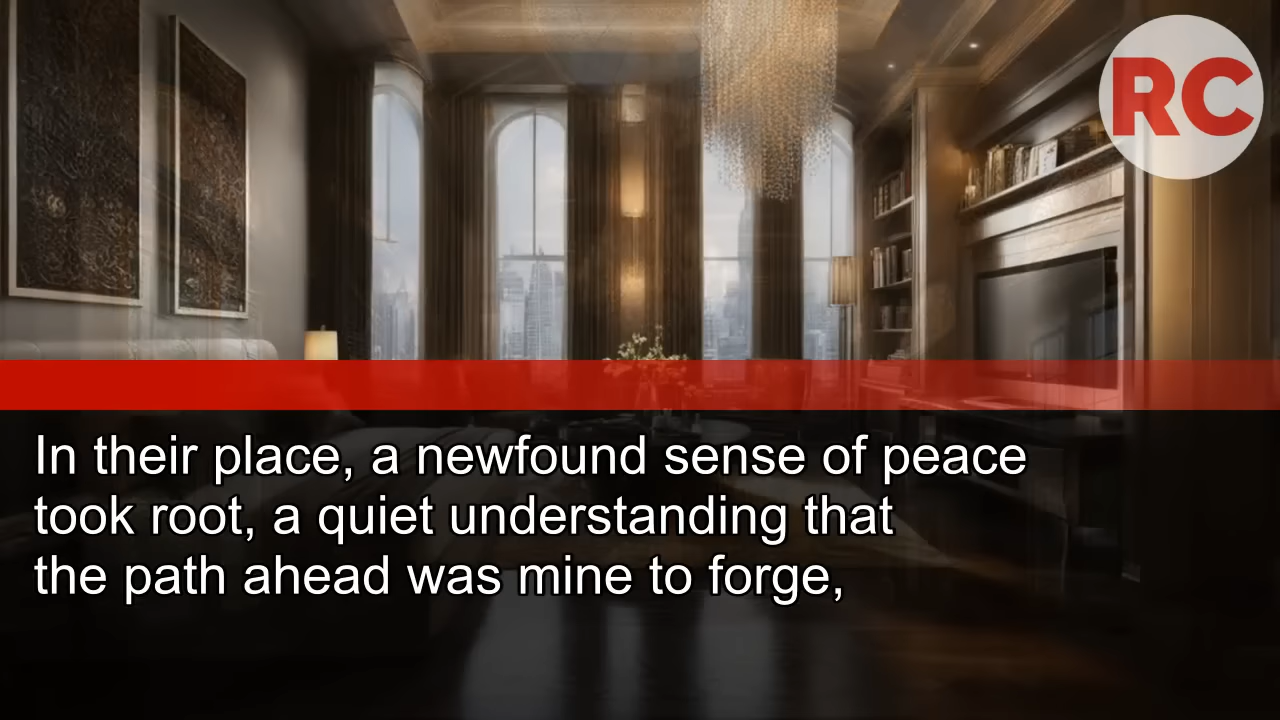 RC
In their place, a newfound sense of peace
took root, a quiet understanding that
the path ahead was mine to forge,